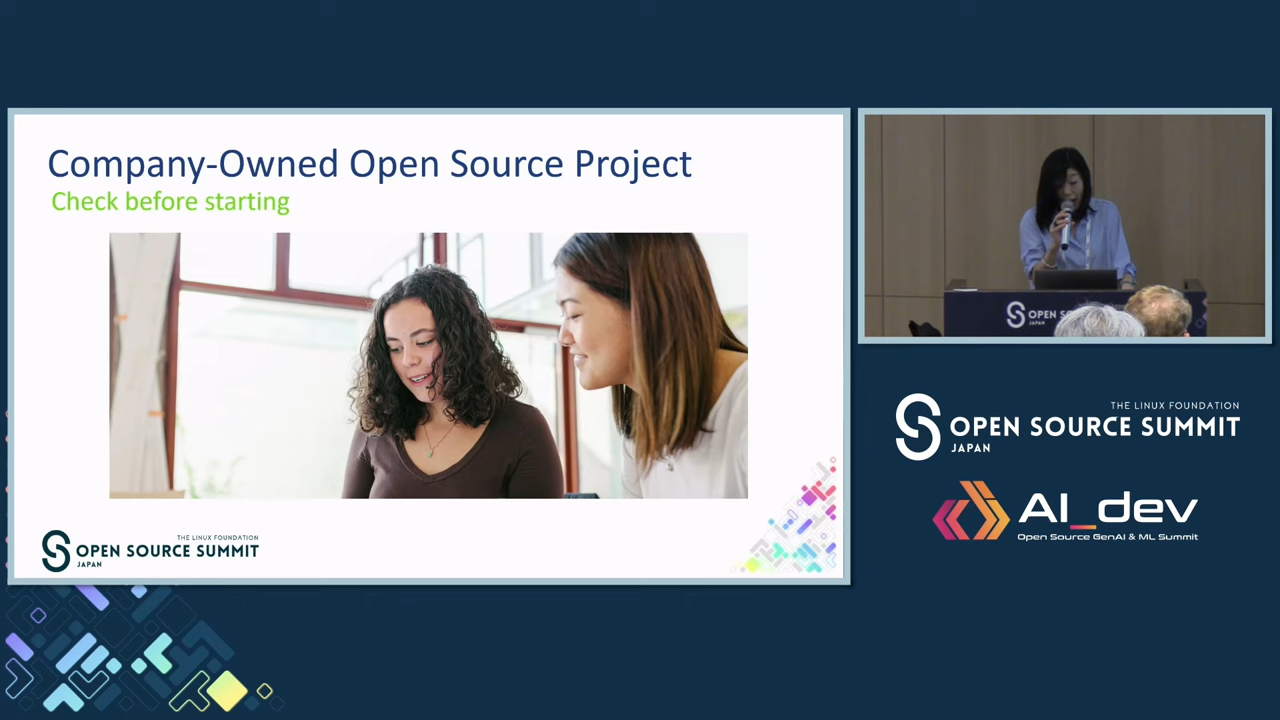 Company-Owned Open Source Project
Check before starting
THE LINUX FOUNDATION
OPEN SOURCE SUMMIT
JAPAN
OPEN S
JAPAN
THE LINUX FOUNDATION
OPEN SOURCE SUMMIT
JAPAN
AI_dev
Open Source GenAI & ML Summit